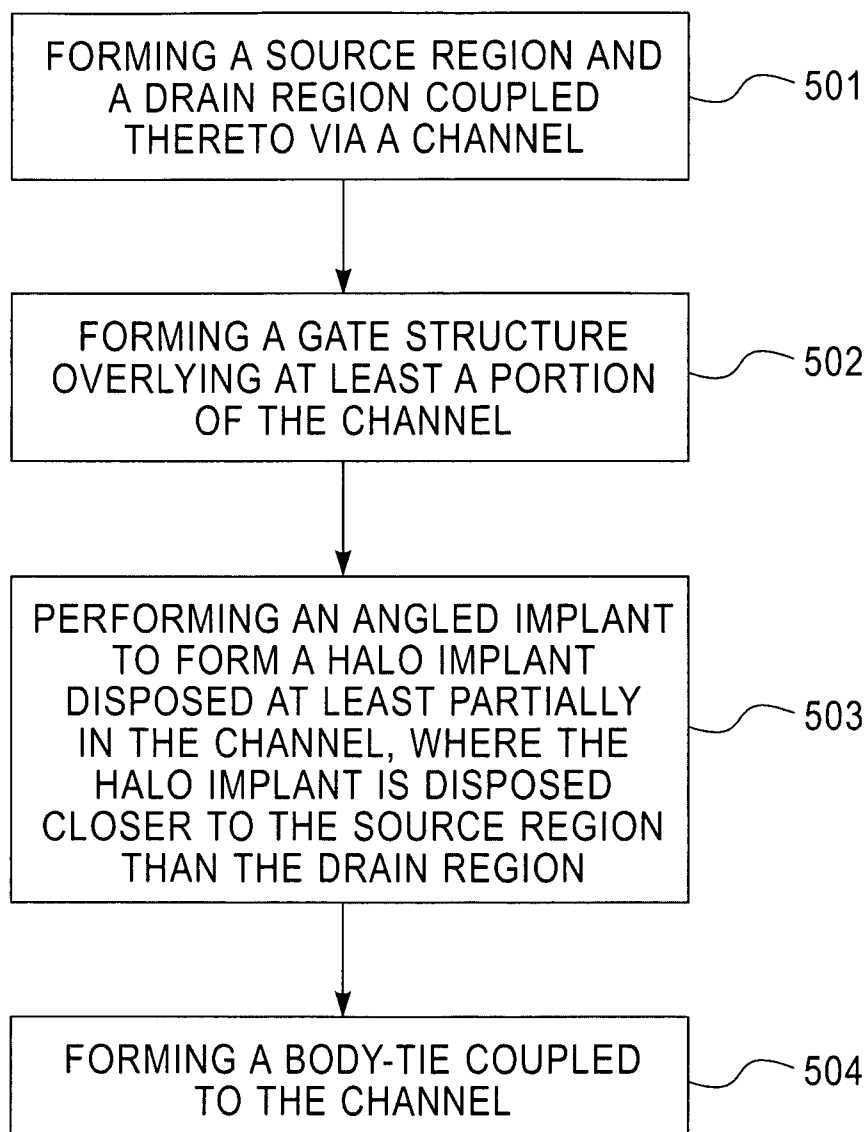 FORMING A SOURCE REGION AND
A DRAIN REGION COUPLED
THERETO VIA A CHANNEL
501
FORMING A GATE STRUCTURE
OVERLYING AT LEAST A PORTION
OF THE CHANNEL
502
PERFORMING AN ANGLED IMPLANT
TO FORM A HALO IMPLANT
DISPOSED AT LEAST PARTIALLY
IN THE CHANNEL, WHERE THE
HALO IMPLANT IS DISPOSED
CLOSER TO THE SOURCE REGION
THAN THE DRAIN REGION
503
FORMING A BODY-TIE COUPLED
TO THE CHANNEL
504